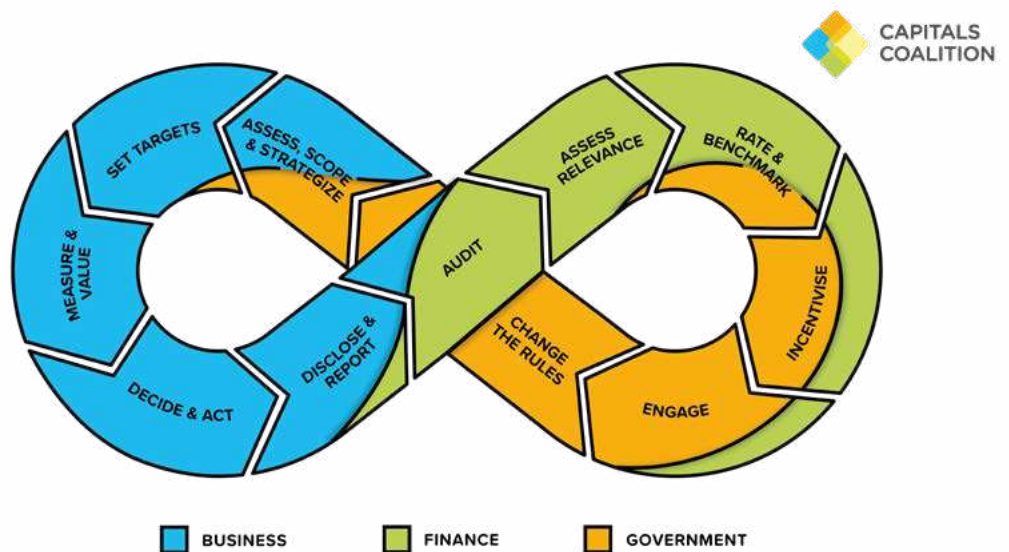 CAPITALS
COALITION
ASSESS, SCOPE
& STRATEGIZE
SET TARGETS
MEASURE &
VALUE
DECIDE & ACT
DISCLOSE &
REPORT
AUDIT
ASSESS
RELEVANCE
RATE &
BENCHMARK
INCENTIVISE
ENGAGE
CHANGE
THE RULES
BUSINESS
FINANCE
GOVERNMENT